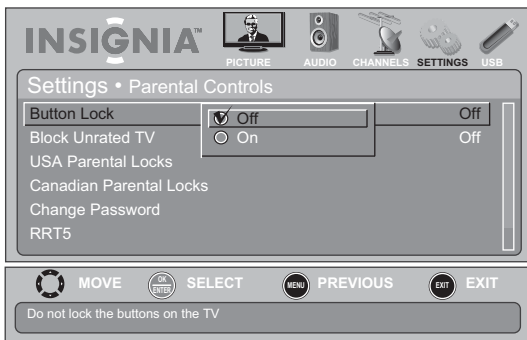 INSIGNIA™
PICTURE AUDIO CHANNELS SETTINGS USB
Settings • Parental Controls
Button Lock Off
Off
On
Block Unrated TV Off
USA Parental Locks
Canadian Parental Locks
Change Password
RRT5
MOVE OK ENTER SELECT MENU PREVIOUS EXIT EXIT
Do not lock the buttons on the TV